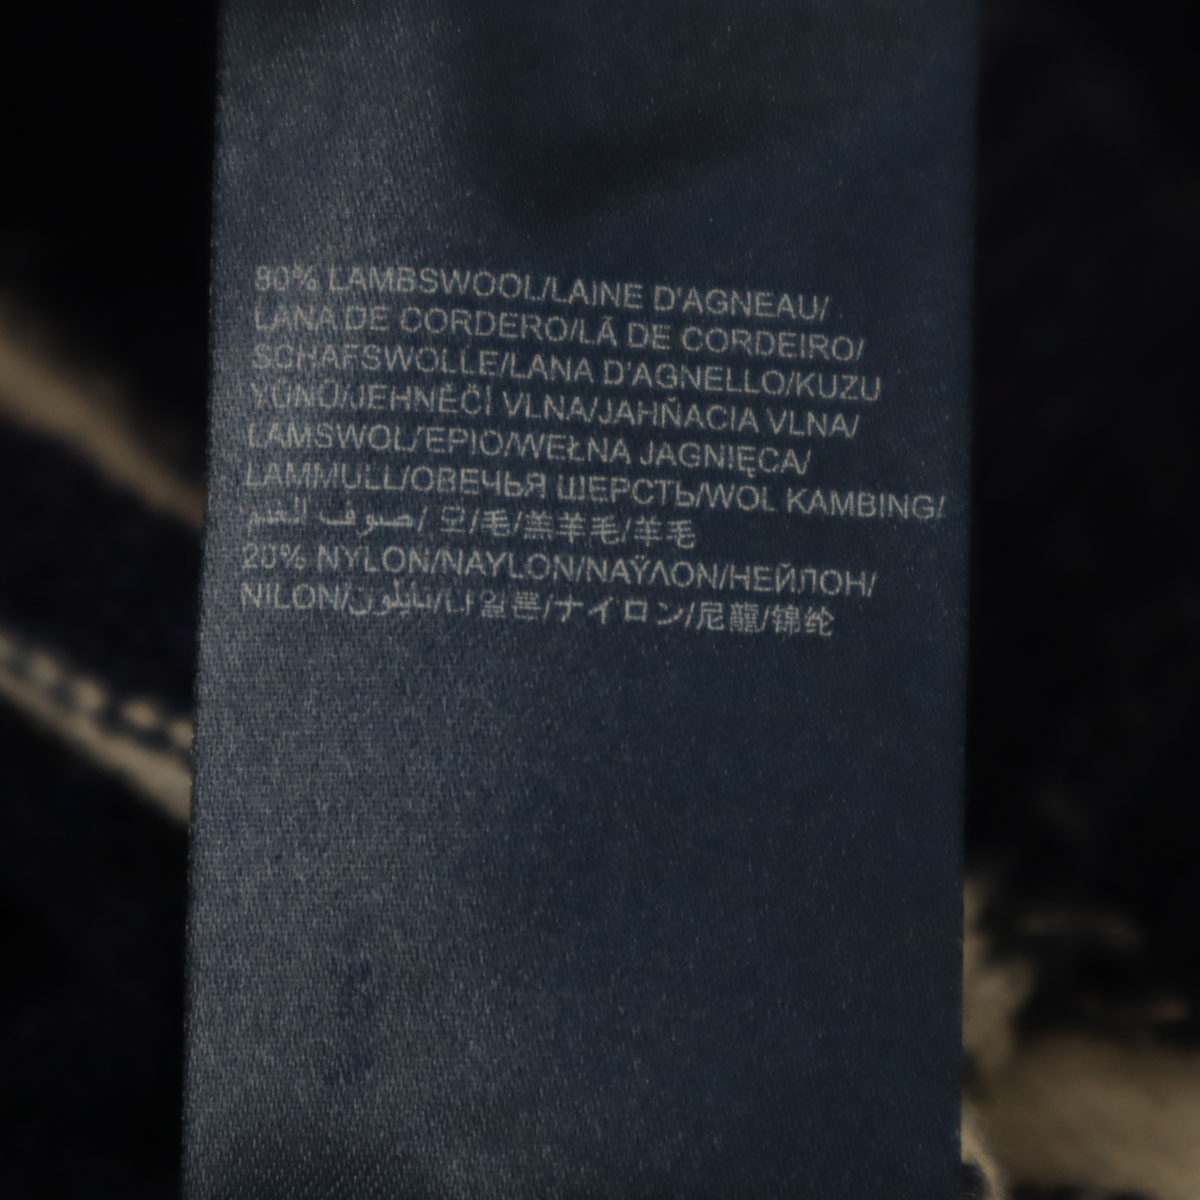 80% LAMBSWOOL/LAINE D'AGNEAU/
LANA DE CORDERO/LÃ DE CORDEIRO/
SCHAFSWOLLE/LANA D'AGNELLO/KUZU
YÜNÜ/JEHNĚČÍ VLNA/JAHŇACIA VLNA/
LAMSWOL/EPIO/WEŁNA JAGNIĘCA/
LAMMULL/ОВЕЧЬЯ ШЕРСТЬ/WOL KAMBING/
صوف الغنم/ 모/毛/羔羊毛/羊毛
20% NYLON/NAYLON/NAΫΛON/НЕЙЛОН/
NILON/نايلون/나일론/ナイロン/尼龍/锦纶